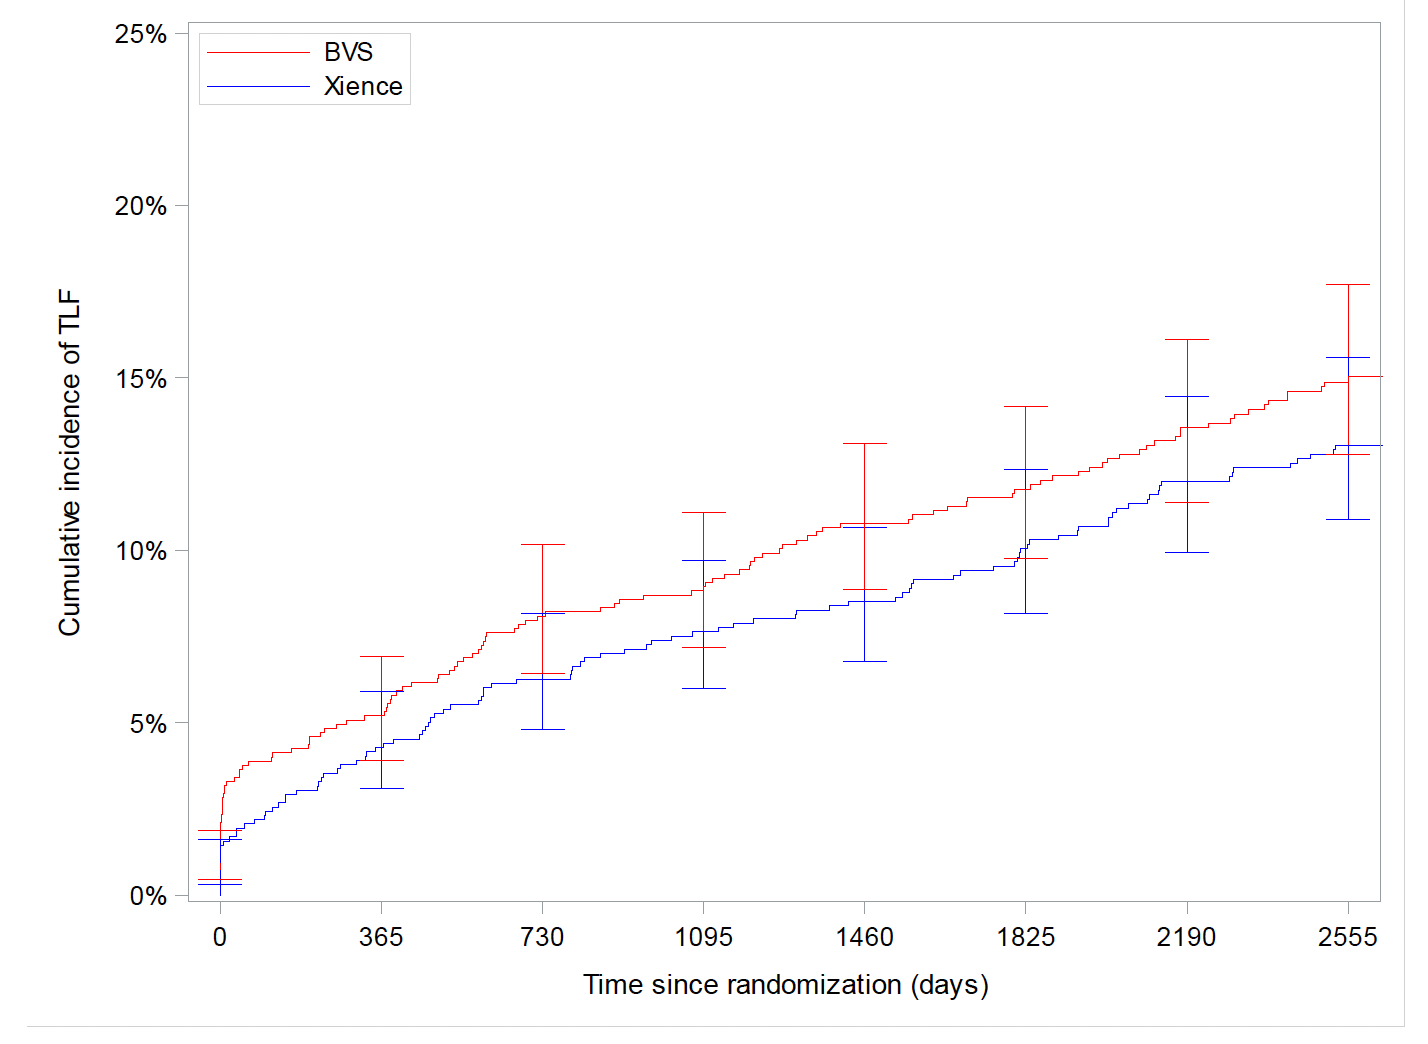 25%
BVS
Xience
20%
15%
10%
5%
0%
Cumulative incidence of TLF
0 365 730 1095 1460 1825 2190 2555
Time since randomization (days)